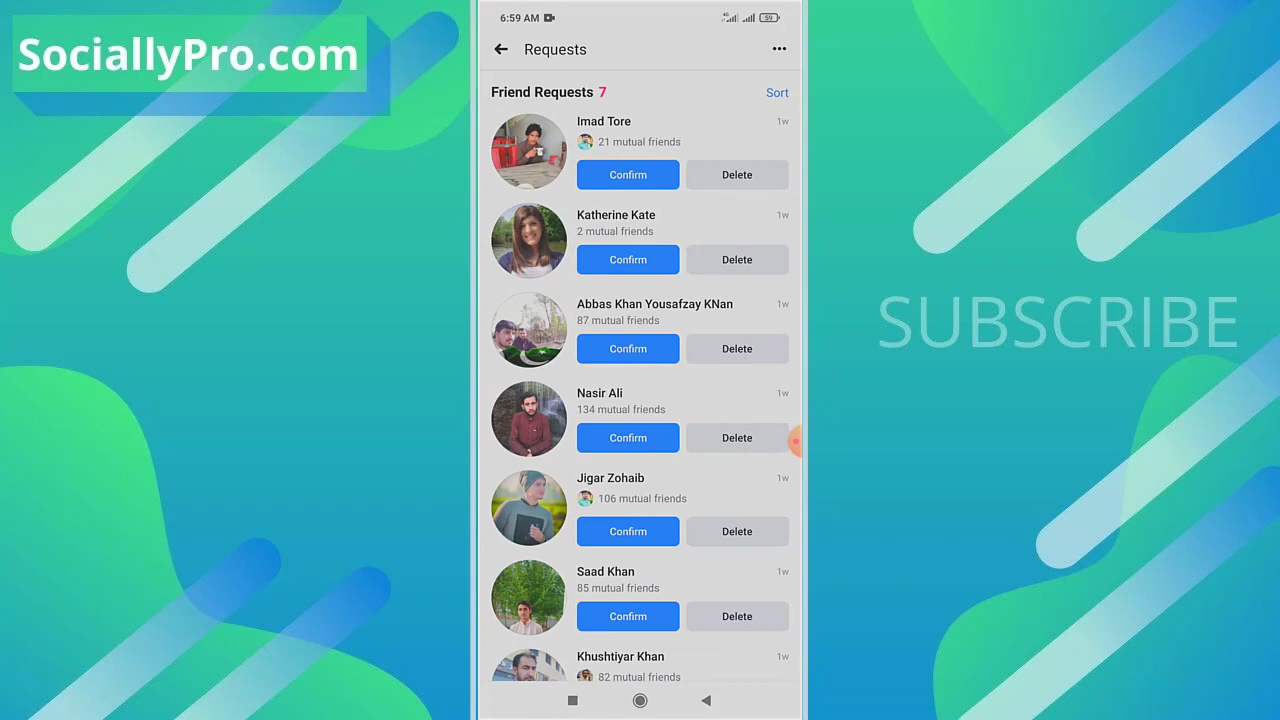 SociallyPro.com
6:59 AM
4G
59
Requests
Friend Requests 7
Sort
Imad Tore
1w
21 mutual friends
Confirm
Delete
Katherine Kate
1w
2 mutual friends
Confirm
Delete
Abbas Khan Yousafzay KNan
1w
87 mutual friends
Confirm
Delete
SUBSCRIBE
Nasir Ali
1w
134 mutual friends
Confirm
Delete
Jigar Zohaib
1w
106 mutual friends
Confirm
Delete
Saad Khan
1w
85 mutual friends
Confirm
Delete
Khushtiyar Khan
1w
82 mutual friends